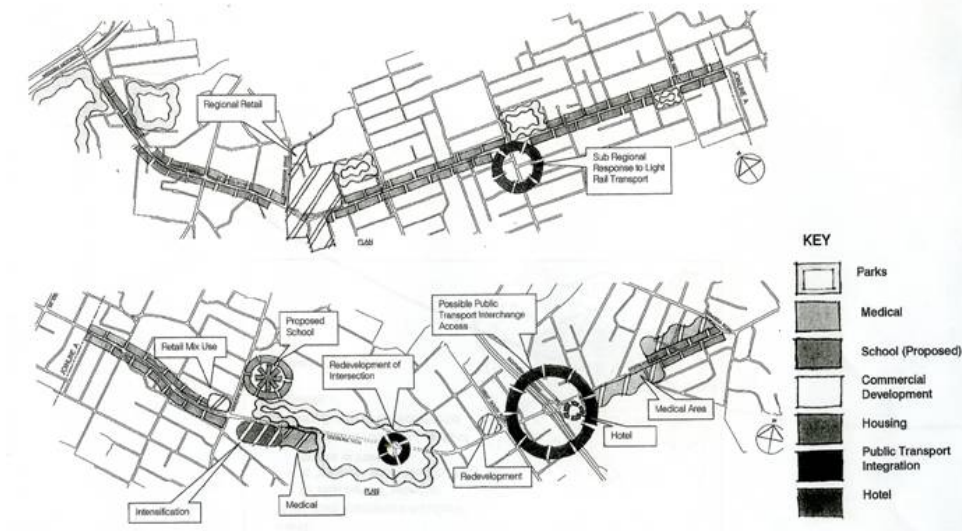 Regional Retail
Sub Regional
Response to Light
Rail Transport
JOINLINE A.
KEY
Parks
Medical
School (Proposed)
Commercial
Development
Housing
Public Transport
Integration
Hotel
Possible Public
Transport Interchange
Access
Proposed
School
Retail Mix Use
Redevelopment of
Intersection
JOINLINE A.
Medical Area
Hotel
Redevelopment
Intensification
Medical